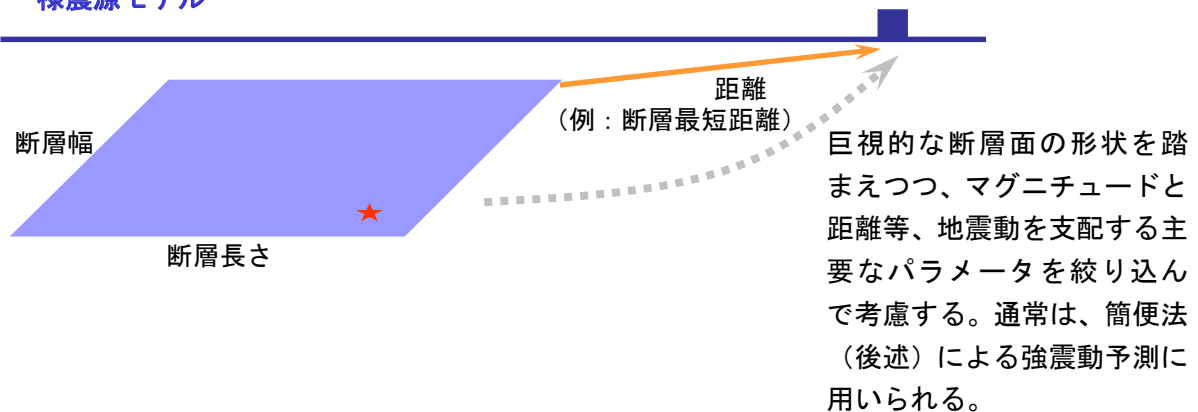 距離
（例：断層最短距離）
断層幅
断層長さ
巨視的な断層面の形状を踏
まえつつ、マグニチュードと
距離等、地震動を支配する主
要なパラメータを絞り込ん
で考慮する。通常は、簡便法
（後述）による強震動予測に
用いられる。